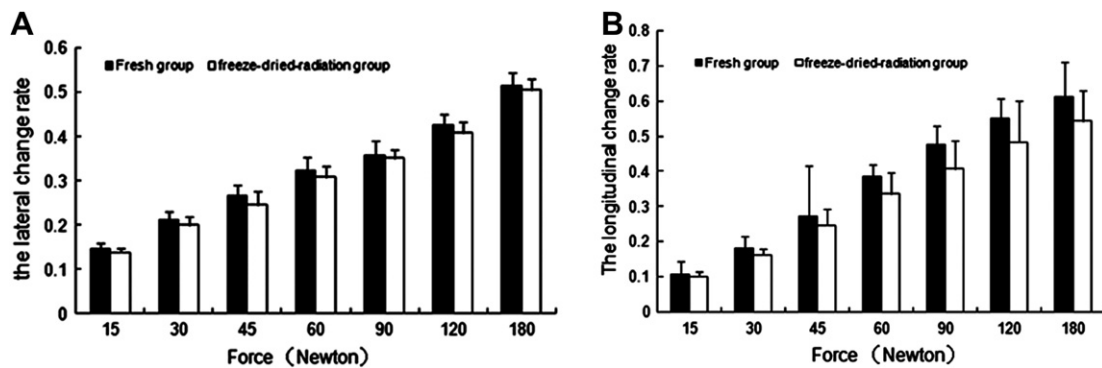 A
the lateral change rate
0.6
0.5
0.4
0.3
0.2
0.1
0
Fresh group freeze-dried-radiation group
15 30 45 60 90 120 180
Force（Newton）
B
The longitudinal change rate
0.8
0.7
0.6
0.5
0.4
0.3
0.2
0.1
0
Fresh group freeze-dried-radiation group
15 30 45 60 90 120 180
Force（Newton）